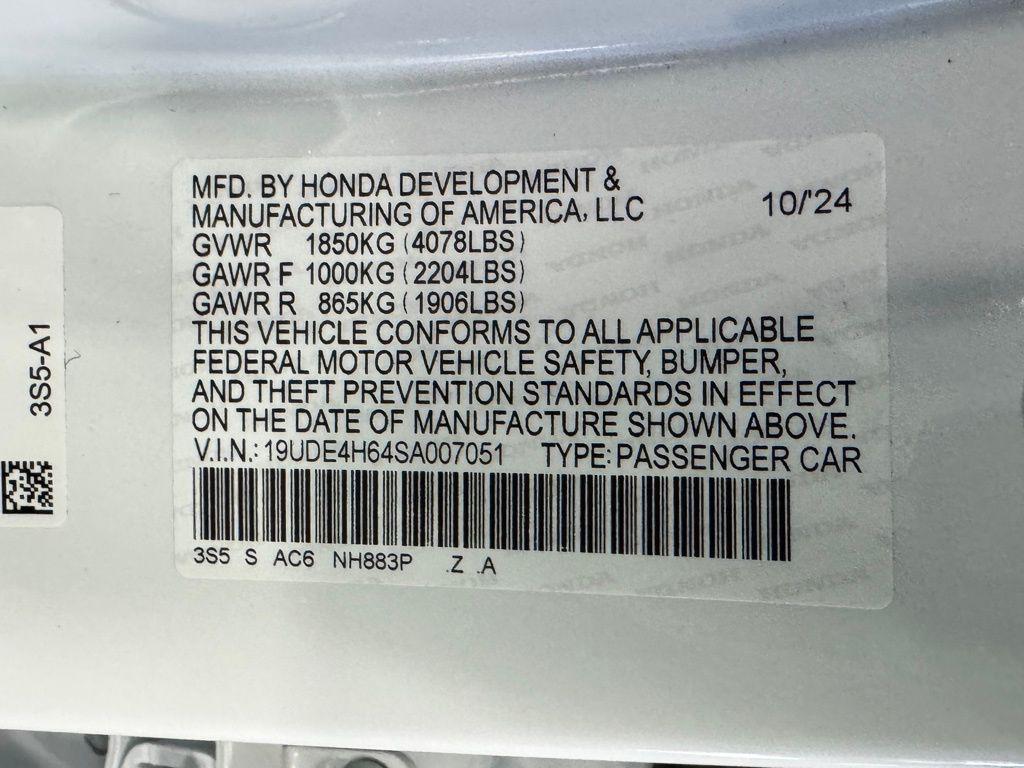 MFD. BY HONDA DEVELOPMENT &
MANUFACTURING OF AMERICA, LLC 10/'24
GVWR 1850KG (4078LBS)
GAWR F 1000KG (2204LBS)
GAWR R 865KG (1906LBS)
THIS VEHICLE CONFORMS TO ALL APPLICABLE
FEDERAL MOTOR VEHICLE SAFETY, BUMPER,
AND THEFT PREVENTION STANDARDS IN EFFECT
ON THE DATE OF MANUFACTURE SHOWN ABOVE.
V.I.N.: 19UDE4H64SA007051 TYPE: PASSENGER CAR
3S5 S AC6 NH883P .Z .A
3S5-A1